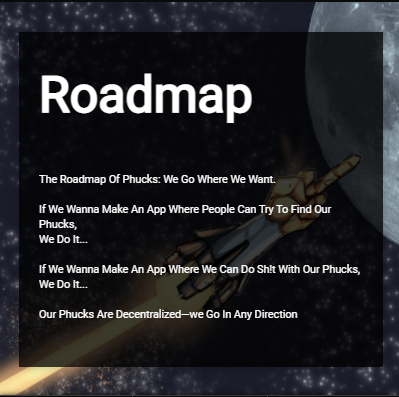 Roadmap
The Roadmap Of Phucks: We Go Where We Want.
If We Wanna Make An App Where People Can Try To Find Our
Phucks,
We Do It...
If We Wanna Make An App Where We Can Do Sh!t With Our Phucks,
We Do It...
Our Phucks Are Decentralized—we Go In Any Direction